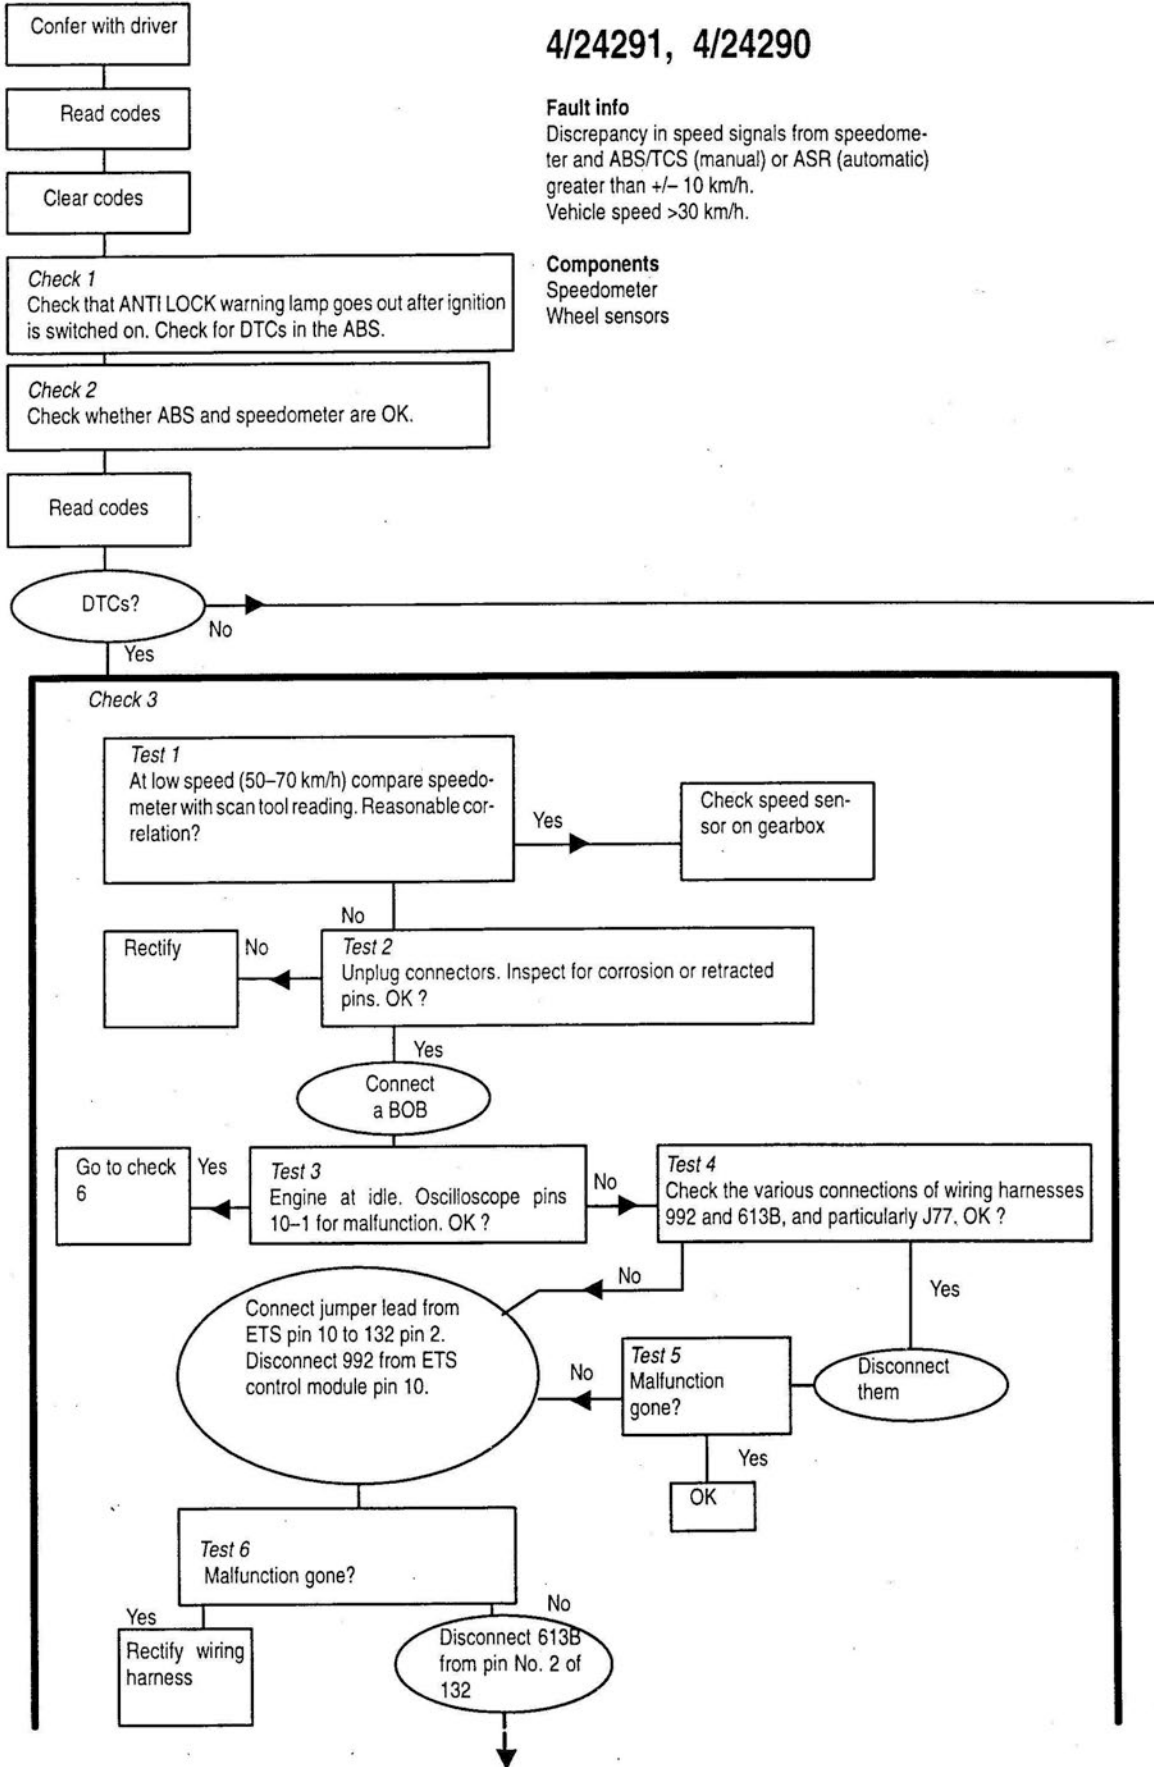 Confer with driver
4/24291, 4/24290
Read codes
Fault info
Discrepancy in speed signals from speedome-
ter and ABS/TCS (manual) or ASR (automatic)
greater than +/– 10 km/h.
Vehicle speed >30 km/h.
Clear codes
Components
Speedometer
Wheel sensors
Check 1
Check that ANTI LOCK warning lamp goes out after ignition
is switched on. Check for DTCs in the ABS.
Check 2
Check whether ABS and speedometer are OK.
Read codes
DTCs?
No
Yes
Check 3
Test 1
At low speed (50–70 km/h) compare speedo-
meter with scan tool reading. Reasonable cor-
relation?
Yes
Check speed sen-
sor on gearbox
No
Rectify
No
Test 2
Unplug connectors. Inspect for corrosion or retracted
pins. OK ?
Yes
Connect
a BOB
Go to check
6
Yes
Test 3
Engine at idle. Oscilloscope pins
10–1 for malfunction. OK ?
No
Test 4
Check the various connections of wiring harnesses
992 and 613B, and particularly J77, OK ?
No
Yes
Connect jumper lead from
ETS pin 10 to 132 pin 2.
Disconnect 992 from ETS
control module pin 10.
No
Test 5
Malfunction
gone?
Disconnect
them
Yes
OK
Test 6
Malfunction gone?
Yes
No
Rectify wiring
harness
Disconnect 613B
from pin No. 2 of
132